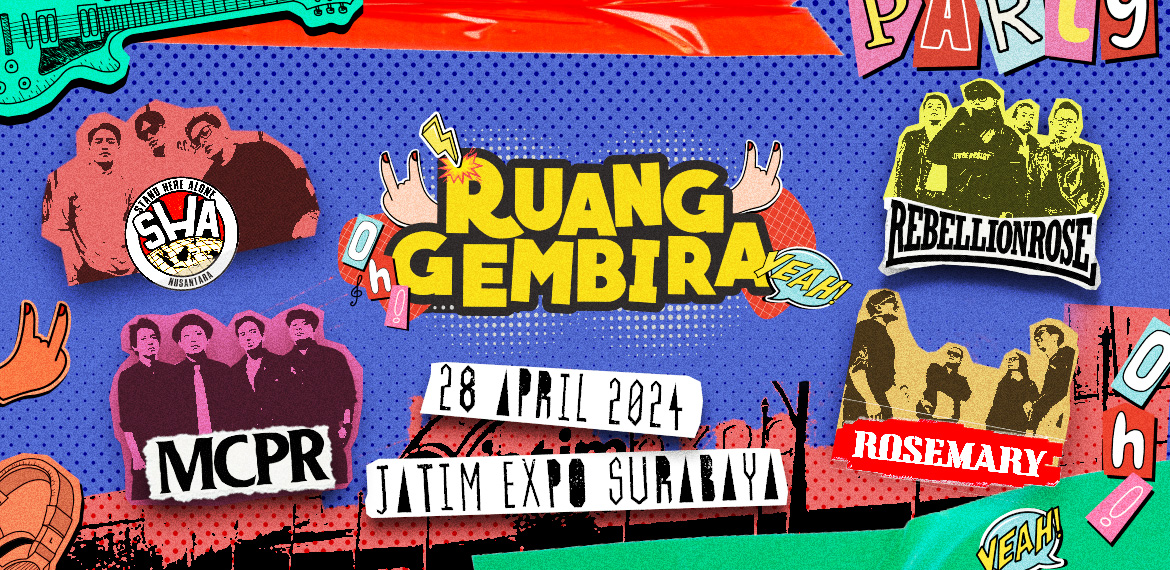 PARty
STAND HERE ALONE
SHA
NUSANTARA
RUANG
GEMBIRA
Oh!
YEAH!
REBELLIONROSE
MCPR
28 APRIL 2024
JATIM EXPO SURABAYA
ROSEMARY
Oh!
YEAH!